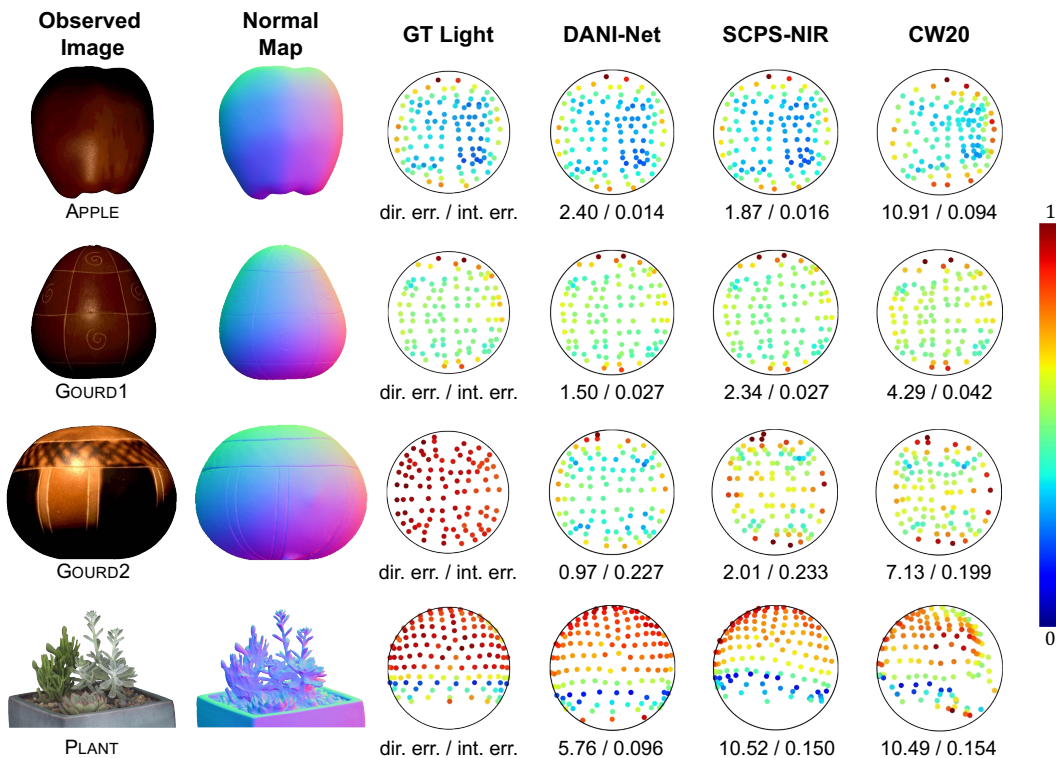 Observed Image
Normal Map
GT Light
DANI-Net
SCPS-NIR
CW20
APPLE
dir. err. / int. err.
2.40 / 0.014
1.87 / 0.016
10.91 / 0.094
1
GOURD1
dir. err. / int. err.
1.50 / 0.027
2.34 / 0.027
4.29 / 0.042
GOURD2
dir. err. / int. err.
0.97 / 0.227
2.01 / 0.233
7.13 / 0.199
0
PLANT
dir. err. / int. err.
5.76 / 0.096
10.52 / 0.150
10.49 / 0.154